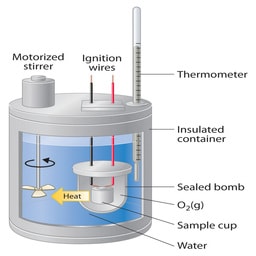 Motorized
stirrer
Ignition
wires
Thermometer
Insulated
container
Sealed bomb
Heat
O₂(g)
Sample cup
Water